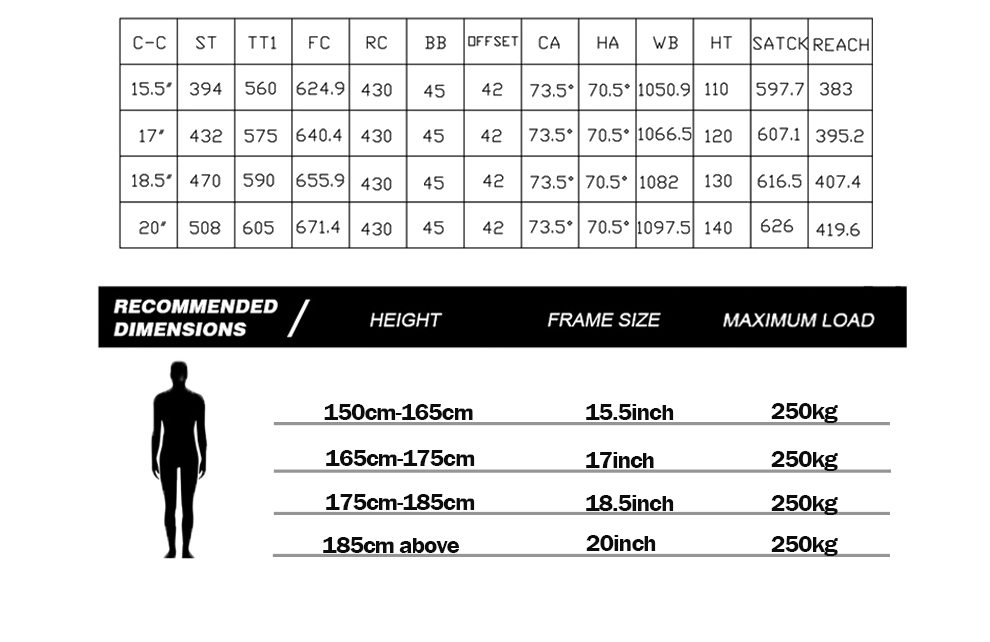 C-C ST TT1 FC RC BB OFFSET CA HA WB HT SATCK REACH
15.5" 394 560 624.9 430 45 42 73.5° 70.5° 1050.9 110 597.7 383
17" 432 575 640.4 430 45 42 73.5° 70.5° 1066.5 120 607.1 395.2
18.5" 470 590 655.9 430 45 42 73.5° 70.5° 1082 130 616.5 407.4
20" 508 605 671.4 430 45 42 73.5° 70.5° 1097.5 140 626 419.6
RECOMMENDED
DIMENSIONS / HEIGHT FRAME SIZE MAXIMUM LOAD
150cm-165cm 15.5inch 250kg
165cm-175cm 17inch 250kg
175cm-185cm 18.5inch 250kg
185cm above 20inch 250kg